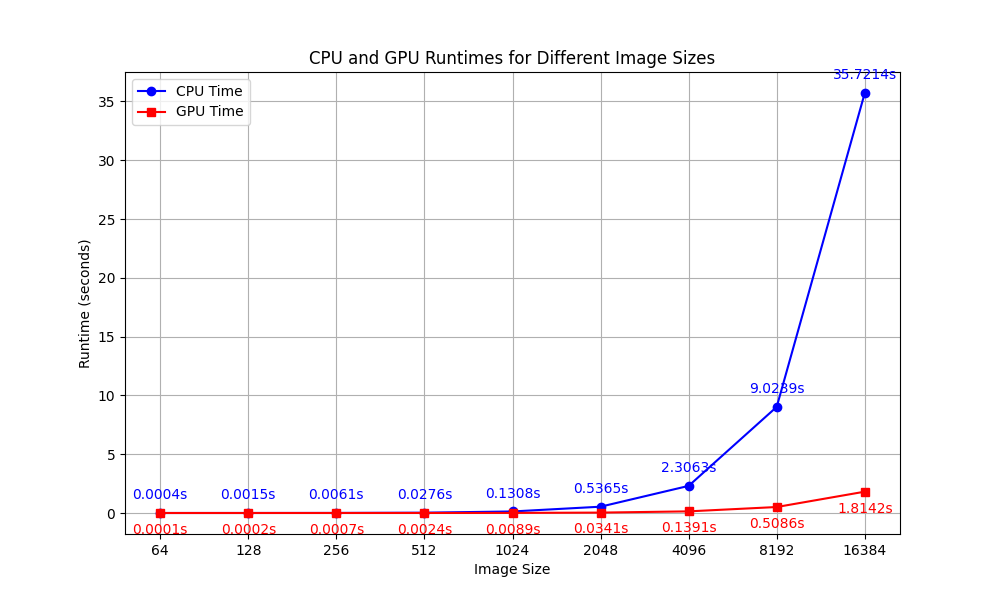 CPU and GPU Runtimes for Different Image Sizes
35.7214s
CPU Time
GPU Time
35
30
25
20
15
10
5
0
Runtime (seconds)
9.0239s
2.3063s
0.0004s 0.0015s 0.0061s 0.0276s 0.1308s 0.5365s
0.0001s 0.0002s 0.0007s 0.0024s 0.0089s 0.0341s 0.1391s 0.5086s 1.8142s
64 128 256 512 1024 2048 4096 8192 16384
Image Size